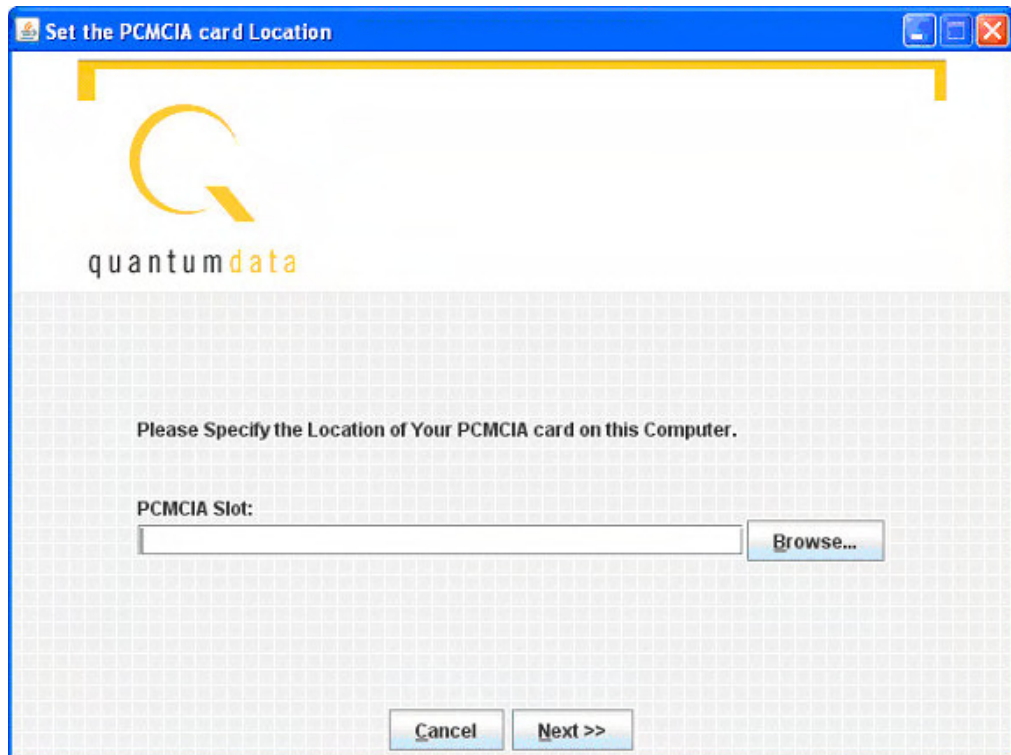 Set the PCMCIA card Location
quantumdata
Please Specify the Location of Your PCMCIA card on this Computer.
PCMCIA Slot:
Browse...
Cancel Next >>